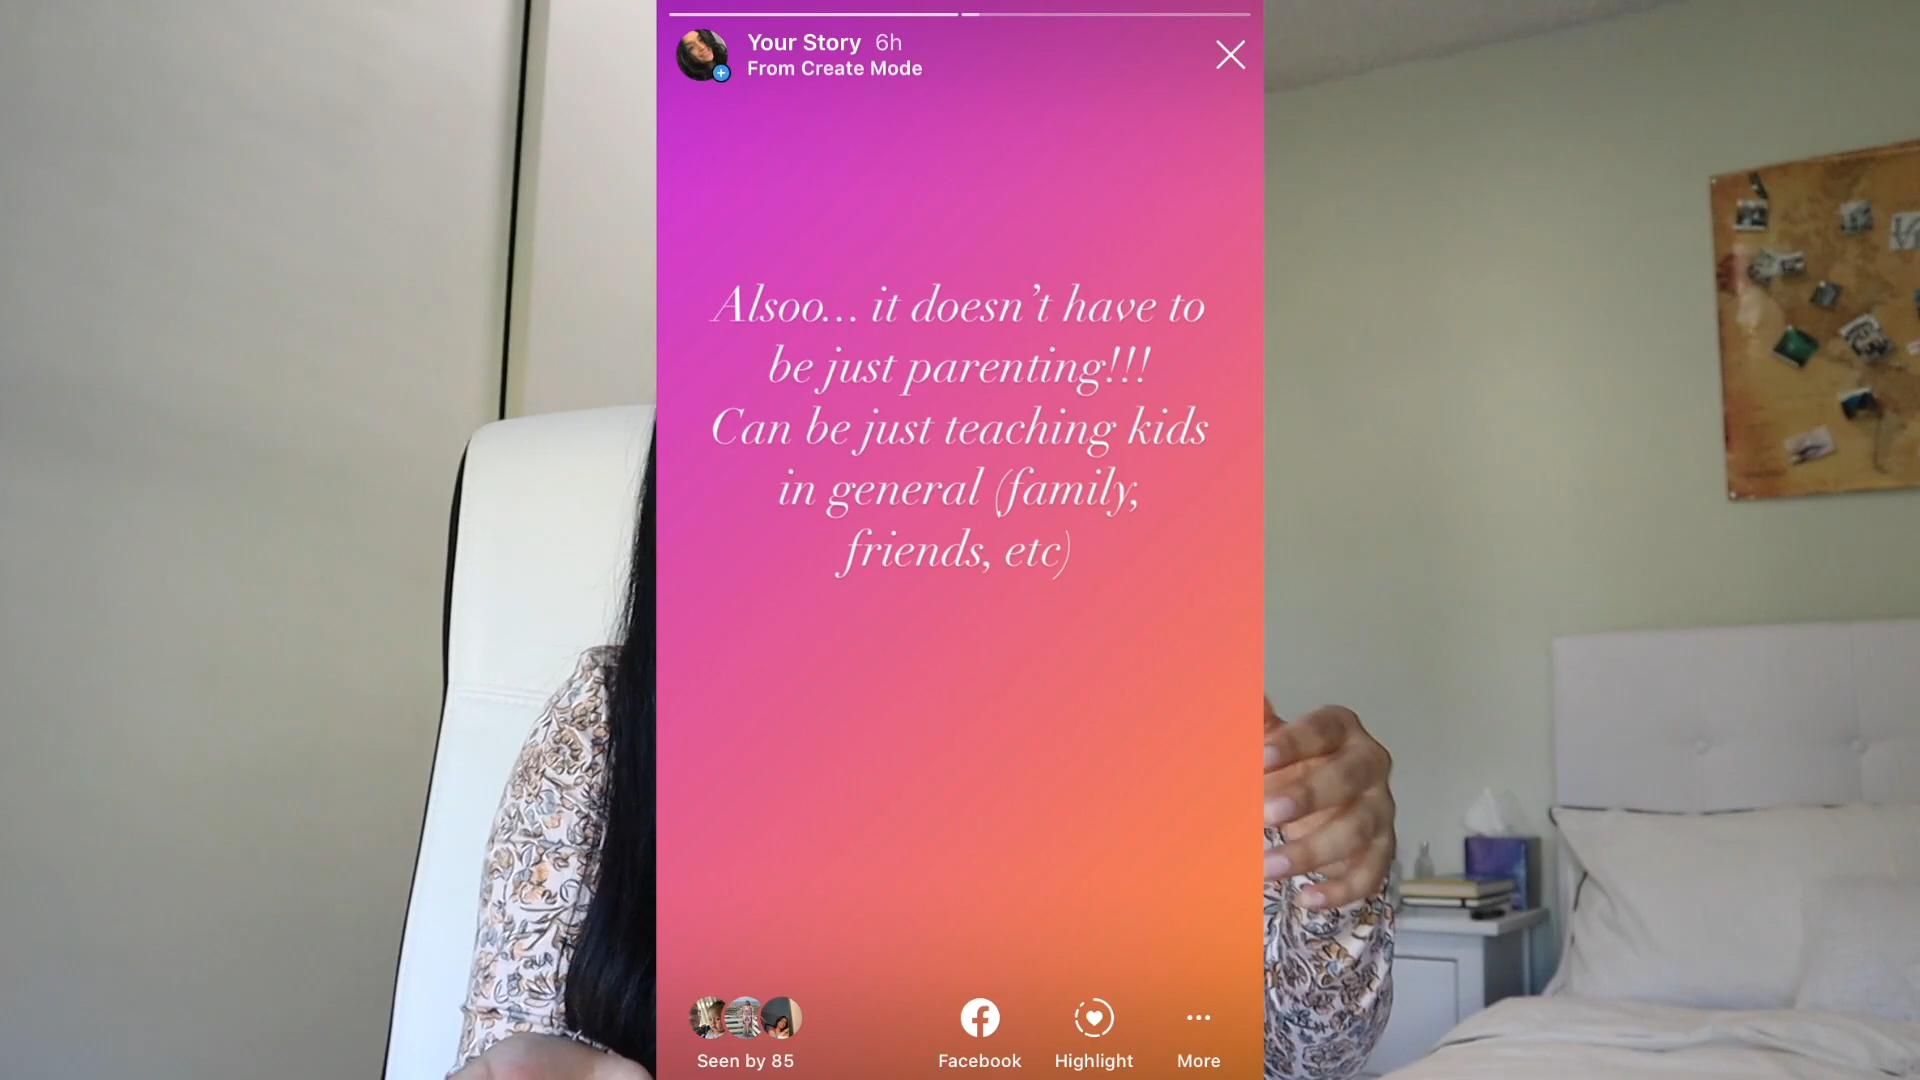 Your Story 6h
From Create Mode
Alsoo... it doesn't have to
be just parenting!!!
Can be just teaching kids
in general (family,
friends, etc)
Seen by 85
Facebook
Highlight
More